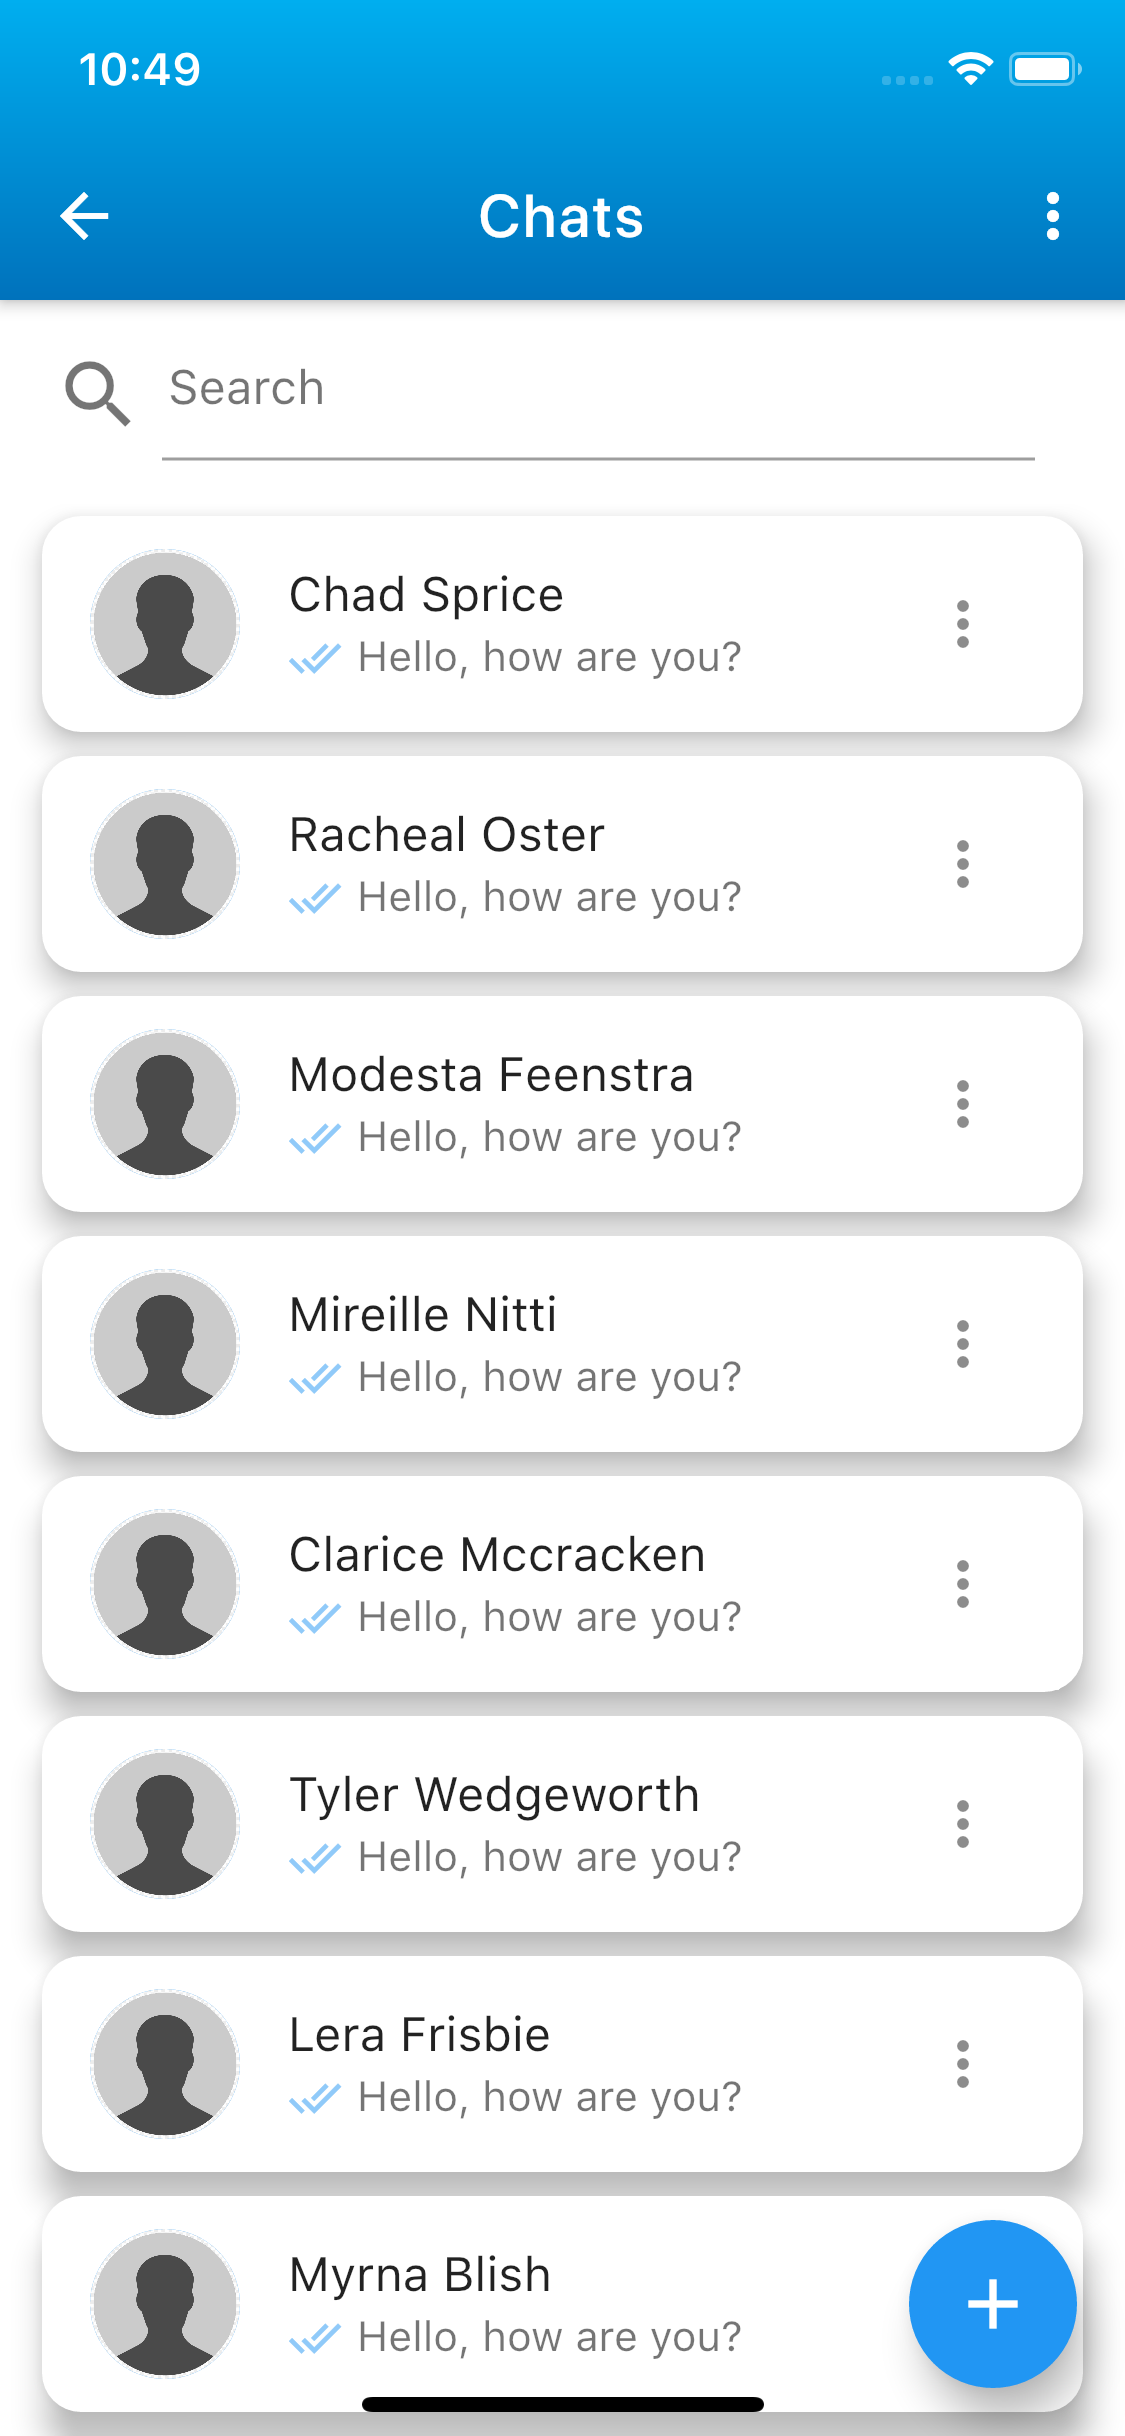 10:49
Chats
Search
Chad Sprice
Hello, how are you?
Racheal Oster
Hello, how are you?
Modesta Feenstra
Hello, how are you?
Mireille Nitti
Hello, how are you?
Clarice Mccracken
Hello, how are you?
Tyler Wedgeworth
Hello, how are you?
Lera Frisbie
Hello, how are you?
Myrna Blish
Hello, how are you?